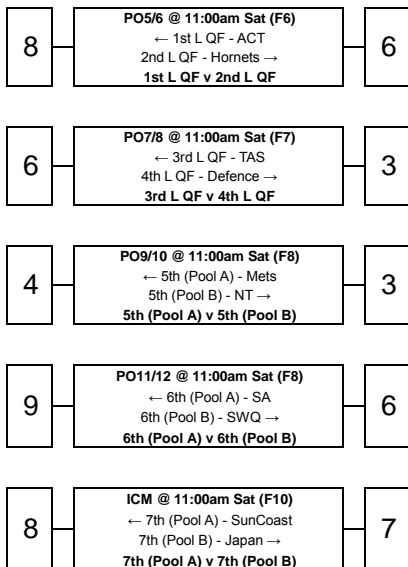 PO5/6 @ 11:00am Sat (F6)
8
← 1st L QF - ACT
2nd L QF - Hornets →
6
1st L QF v 2nd L QF
PO7/8 @ 11:00am Sat (F7)
6
← 3rd L QF - TAS
4th L QF - Defence →
3
3rd L QF v 4th L QF
PO9/10 @ 11:00am Sat (F8)
4
← 5th (Pool A) - Mets
5th (Pool B) - NT →
3
5th (Pool A) v 5th (Pool B)
PO11/12 @ 11:00am Sat (F8)
9
← 6th (Pool A) - SA
6th (Pool B) - SWQ →
6
6th (Pool A) v 6th (Pool B)
ICM @ 11:00am Sat (F10)
8
← 7th (Pool A) - SunCoast
7th (Pool B) - Japan →
7
7th (Pool A) v 7th (Pool B)